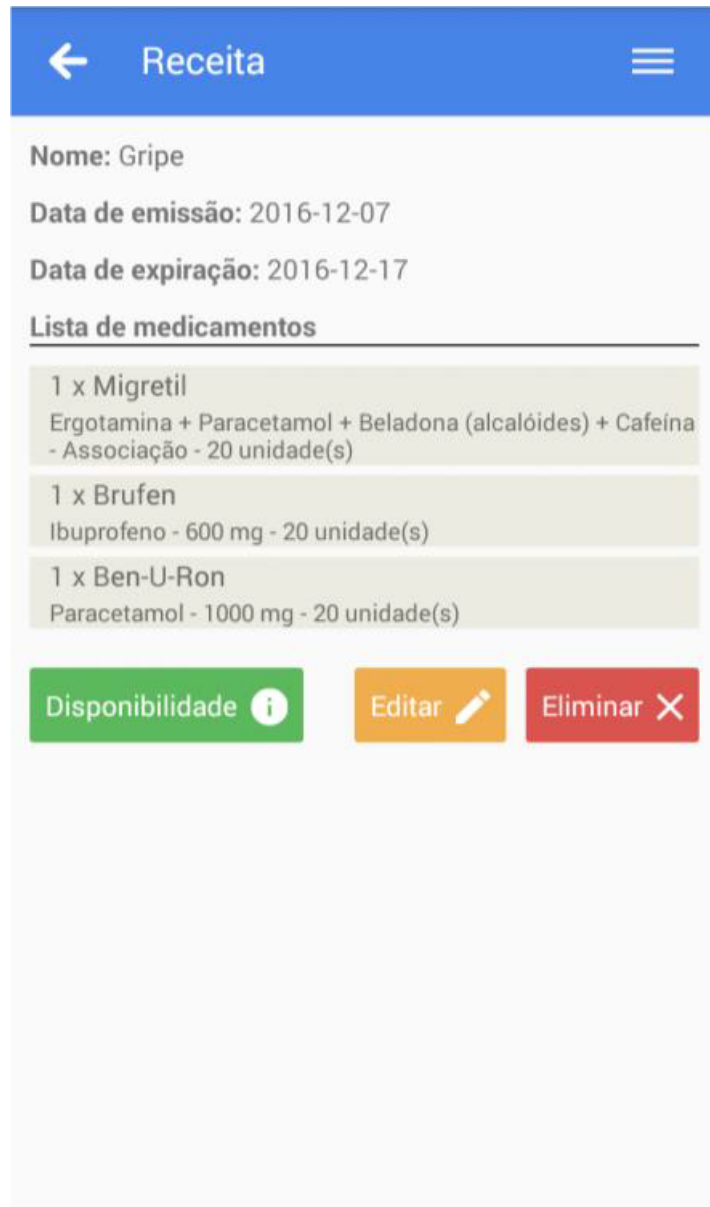 Receita
Nome: Gripe
Data de emissão: 2016-12-07
Data de expiração: 2016-12-17
Lista de medicamentos
1 x Migretil
Ergotamina + Paracetamol + Beladona (alcalóides) + Cafeína
- Associação - 20 unidade(s)
1 x Brufen
Ibuprofeno - 600 mg - 20 unidade(s)
1 x Ben-U-Ron
Paracetamol - 1000 mg - 20 unidade(s)
Disponibilidade Editar Eliminar